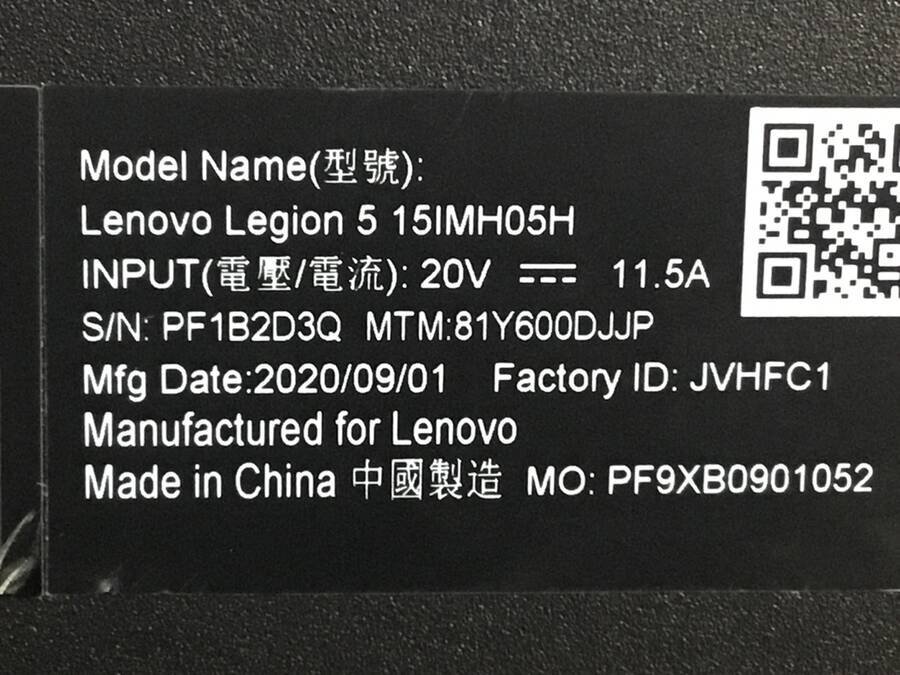 Model Name(型號):
Lenovo Legion 5 15IMH05H
INPUT(電壓/電流): 20V ⎓ 11.5A
S/N: PF1B2D3Q MTM:81Y600DJJP
Mfg Date:2020/09/01 Factory ID: JVHFC1
Manufactured for Lenovo
Made in China 中國製造 MO: PF9XB0901052